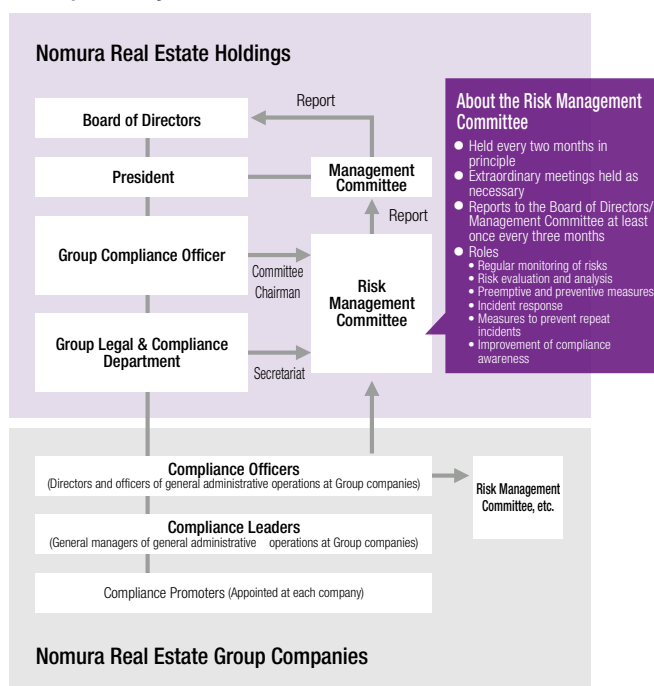 Nomura Real Estate Holdings
Report
Board of Directors
President
Management
Committee
Report
Group Compliance Officer
Committee
Chairman
Risk
Management
Committee
Group Legal & Compliance
Department
Secretariat
About the Risk Management
Committee
● Held every two months in
principle
● Extraordinary meetings held as
necessary
● Reports to the Board of Directors/
Management Committee at least
once every three months
● Roles
• Regular monitoring of risks
• Risk evaluation and analysis
• Preemptive and preventive measures
• Incident response
• Measures to prevent repeat
incidents
• Improvement of compliance
awareness
Compliance Officers
(Directors and officers of general administrative operations at Group companies)
Risk Management
Committee, etc.
Compliance Leaders
(General managers of general administrative operations at Group companies)
Compliance Promoters (Appointed at each company)
Nomura Real Estate Group Companies